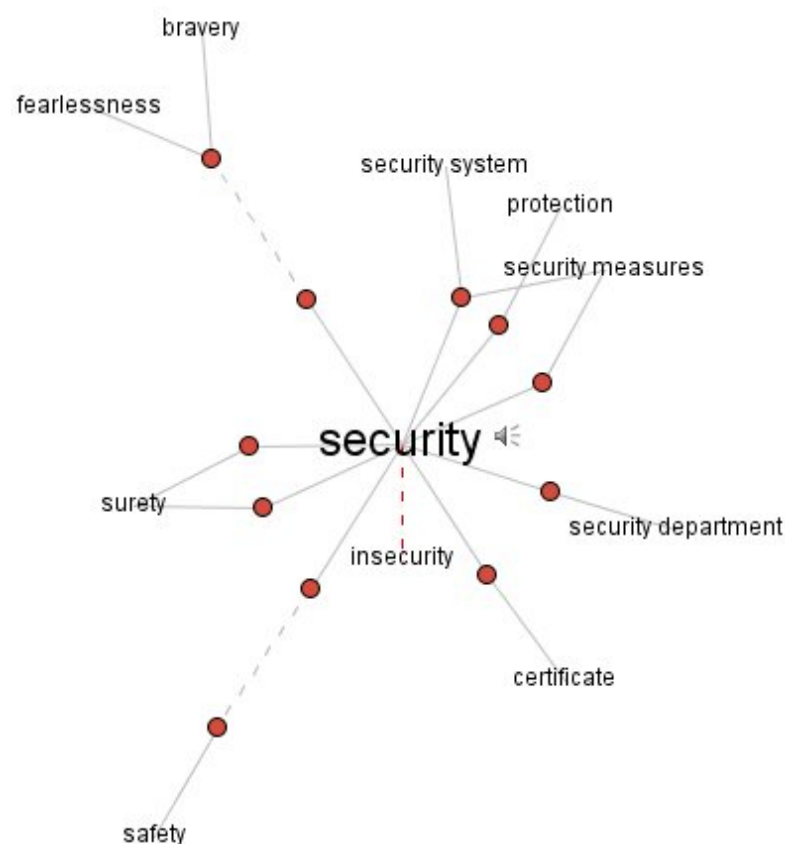 bravery
fearlessness
security system
protection
security measures
security
surety
security department
insecurity
certificate
safety